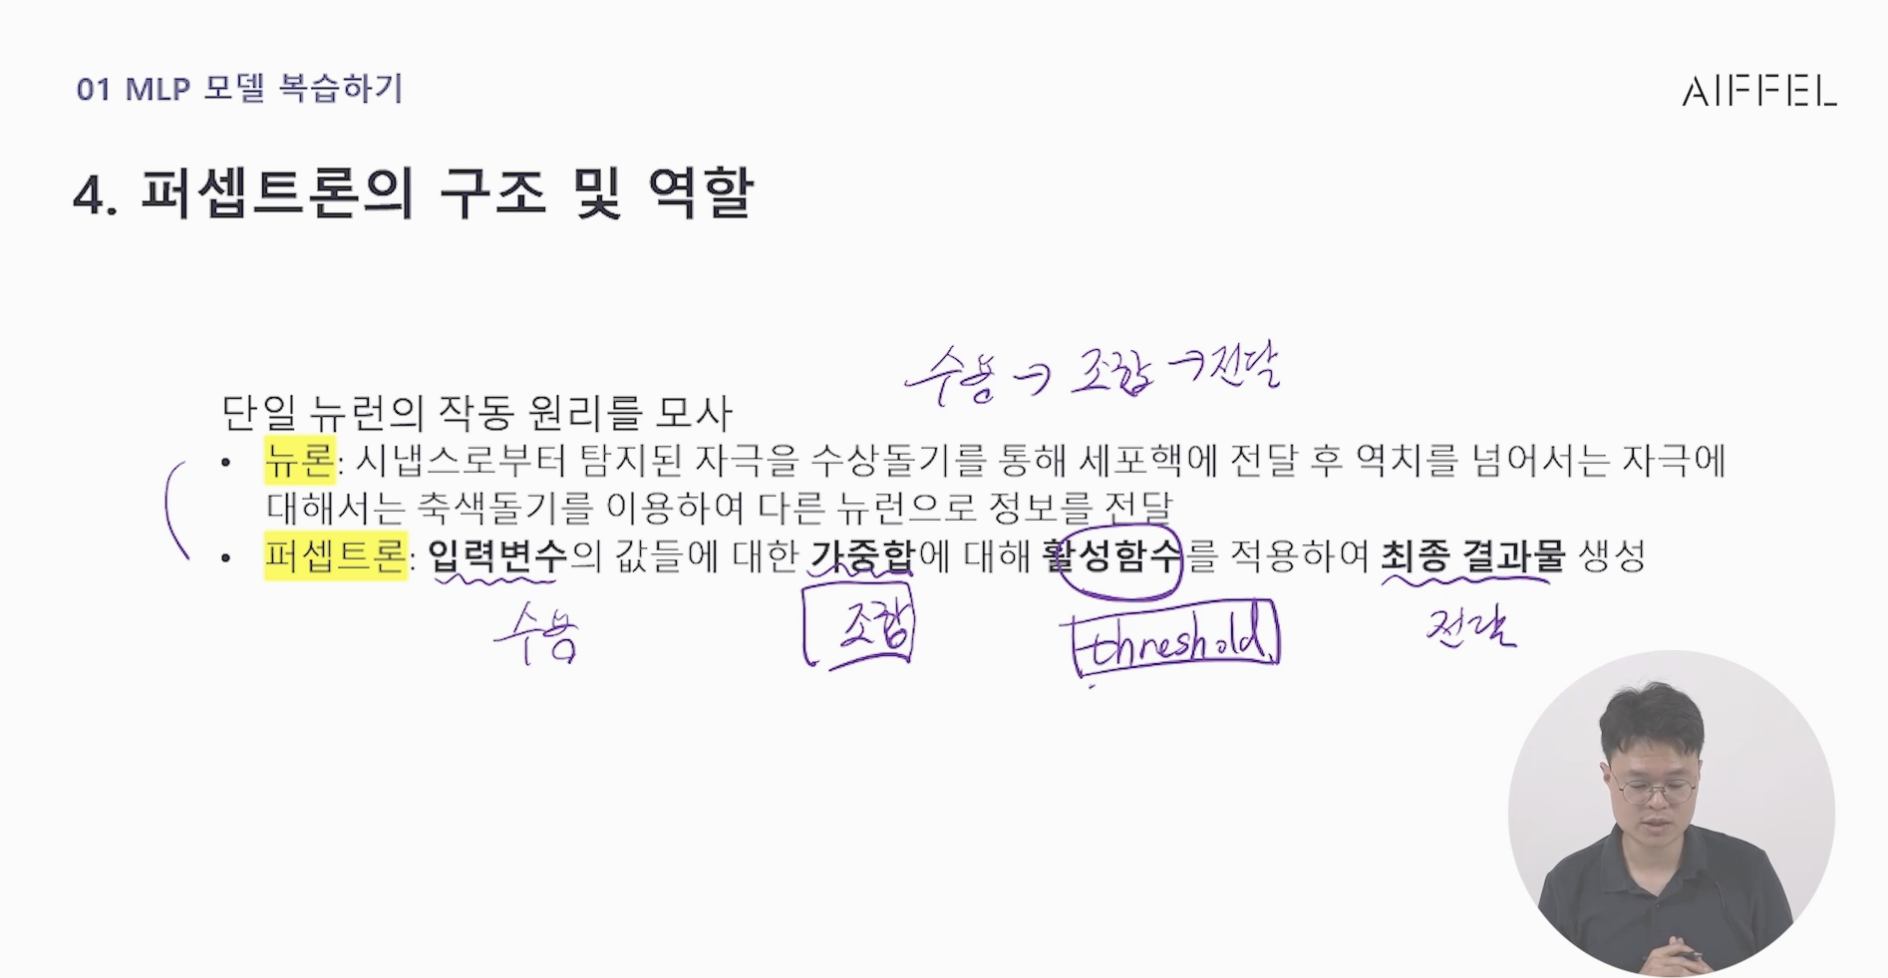 01 MLP 모델 복습하기
AIFFEL
4. 퍼셉트론의 구조 및 역할
수용 → 조합 → 전달
단일 뉴런의 작동 원리를 모사
• 뉴론: 시냅스로부터 탐지된 자극을 수상돌기를 통해 세포핵에 전달 후 역치를 넘어서는 자극에
대해서는 축색돌기를 이용하여 다른 뉴런으로 정보를 전달
• 퍼셉트론: 입력변수의 값들에 대한 가중합에 대해 활성함수를 적용하여 최종 결과물 생성
수용 조합 threshold 전달